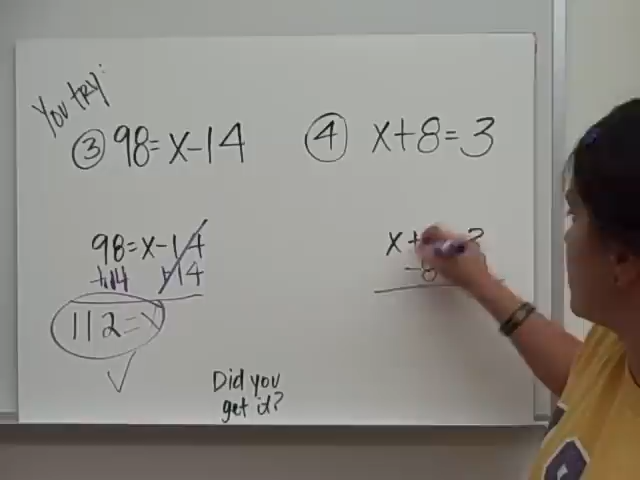 You try:
③ 98 = x - 14
④ x + 8 = 3
98 = x - 14
+14 +14
112 = x
✓
x +
-8
Did you
get it?